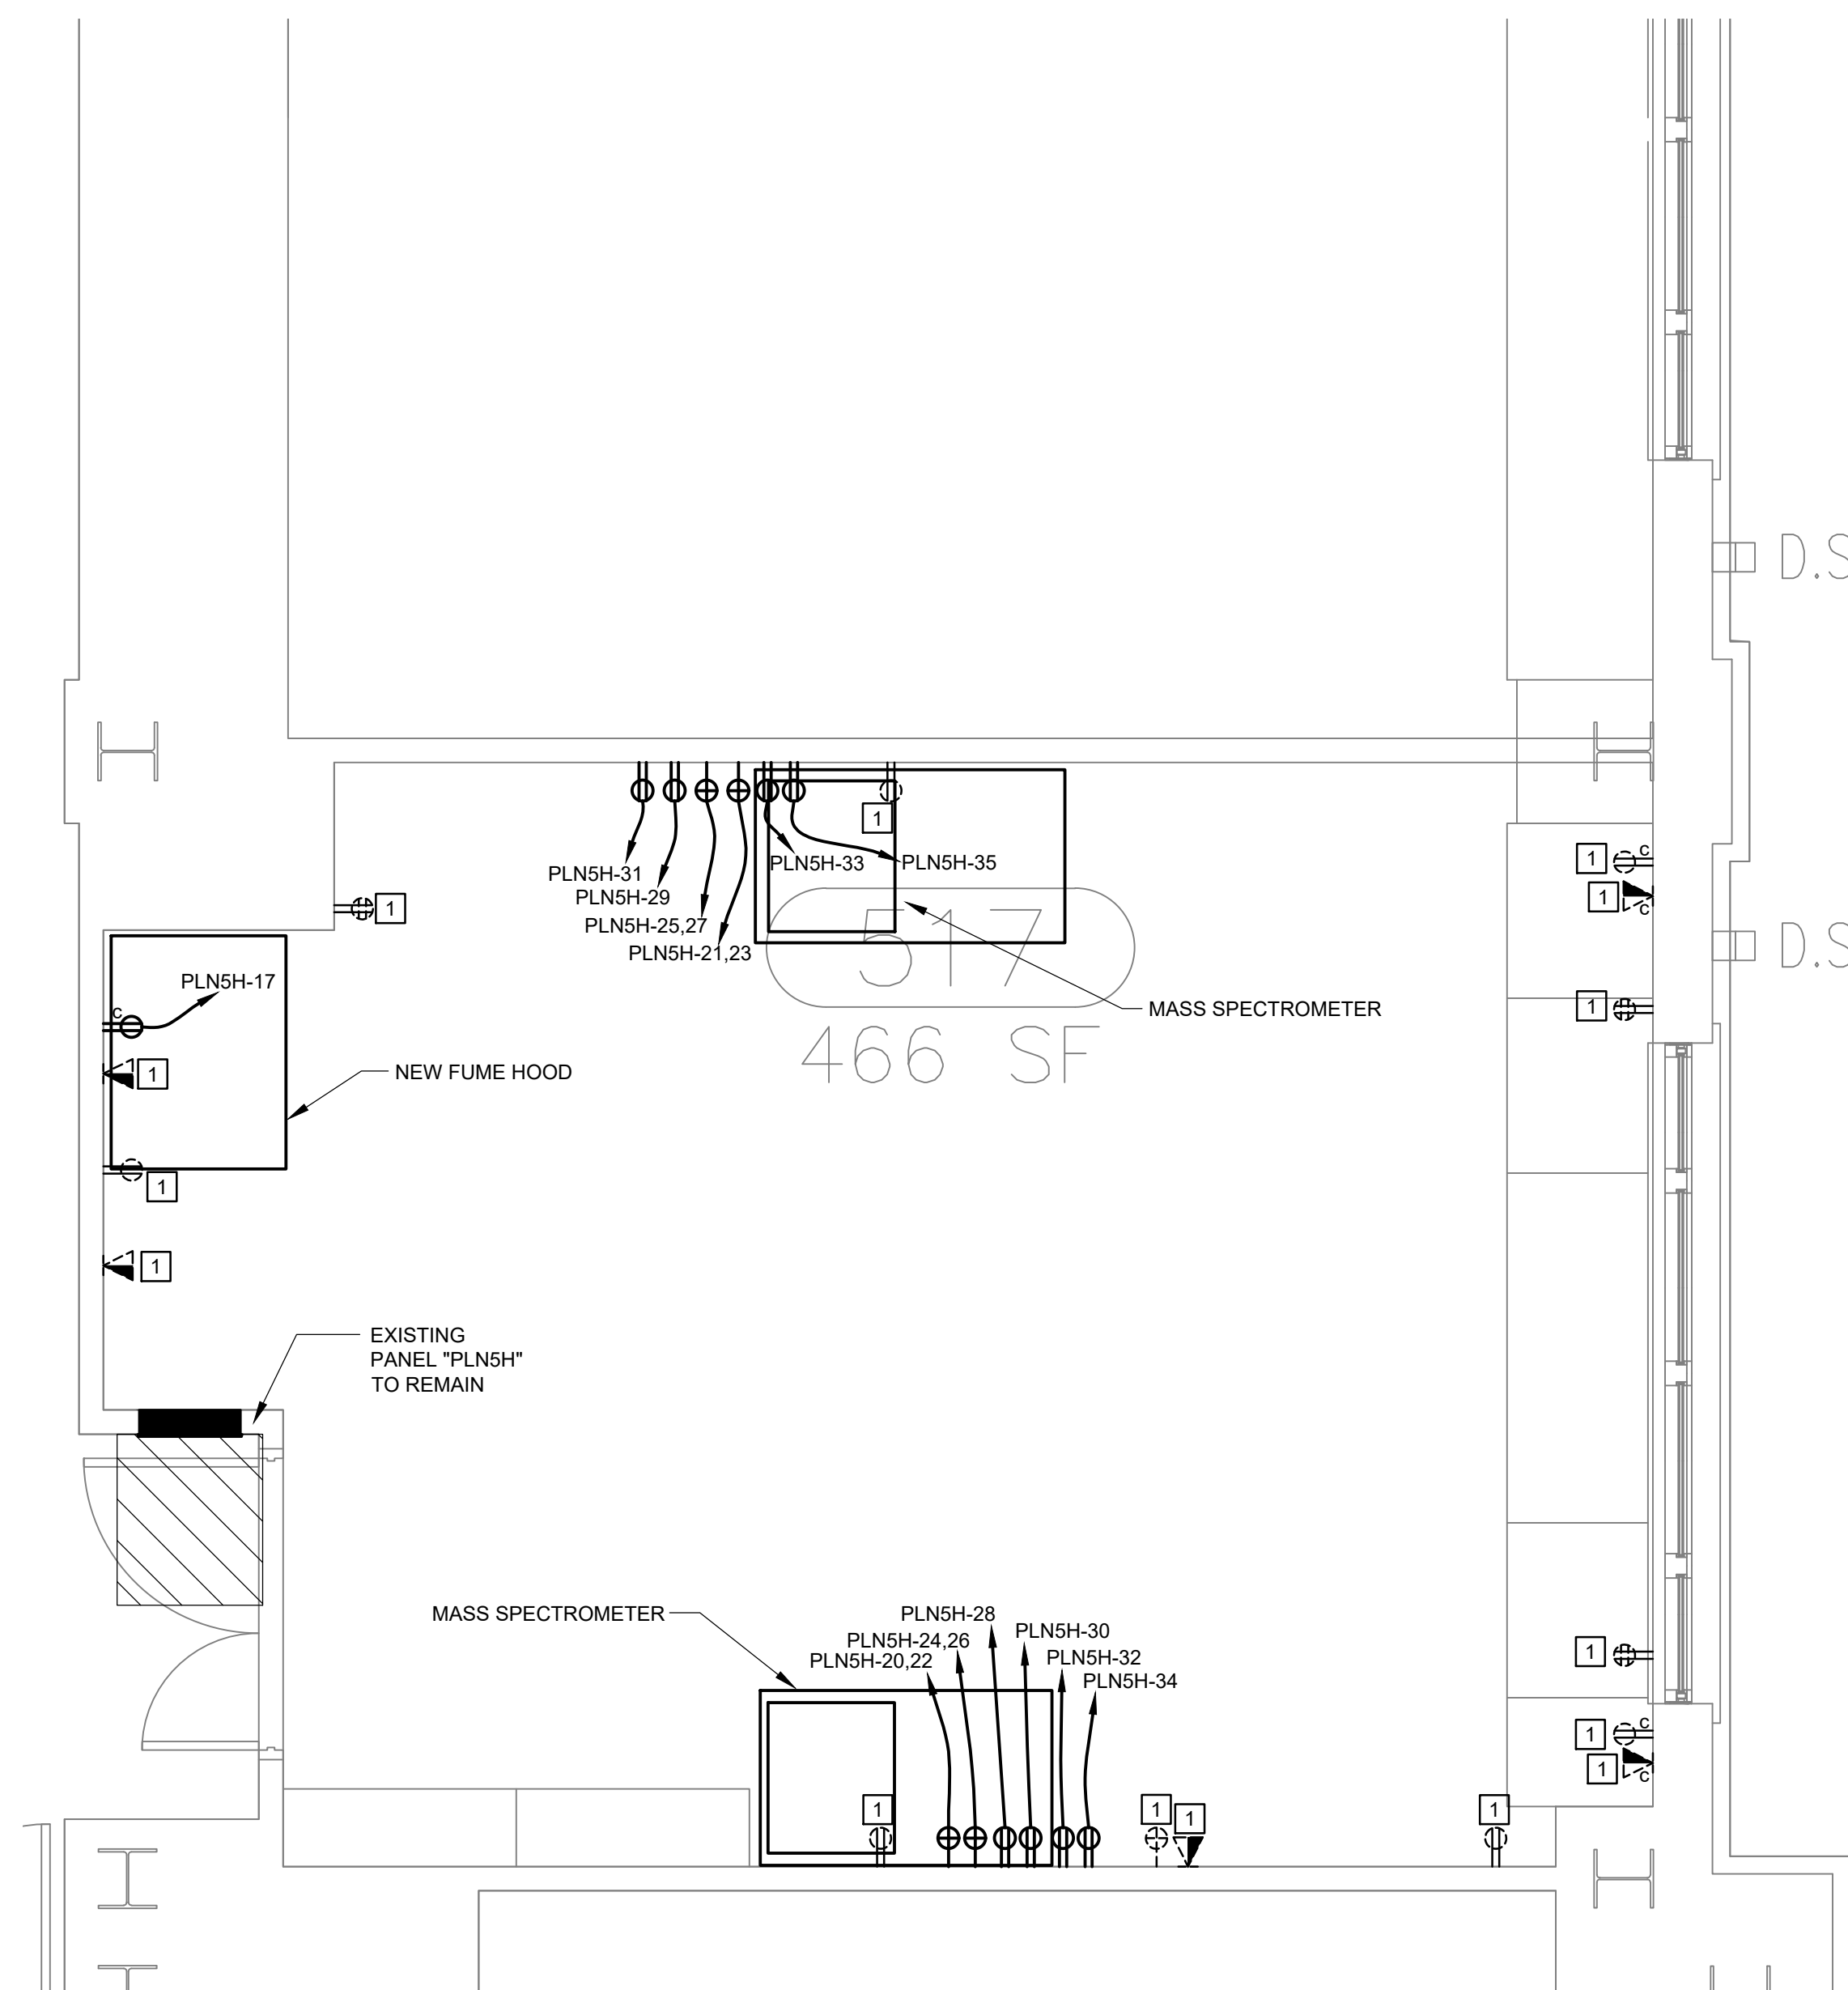 D.S
1
PLN5H-33
PLN5H-35
1
C
PLN5H-31
PLN5H-29
1
C
1
PLN5H-25,27
517
PLN5H-21,23
D.S
PLN5H-17
C
MASS SPECTROMETER
1
466 SF
1
NEW FUME HOOD
1
1
EXISTING
PANEL "PLN5H"
TO REMAIN
MASS SPECTROMETER
PLN5H-28
PLN5H-30
PLN5H-24,26
PLN5H-20,22
PLN5H-32
PLN5H-34
1
1
C
1
C
1
1
1
1